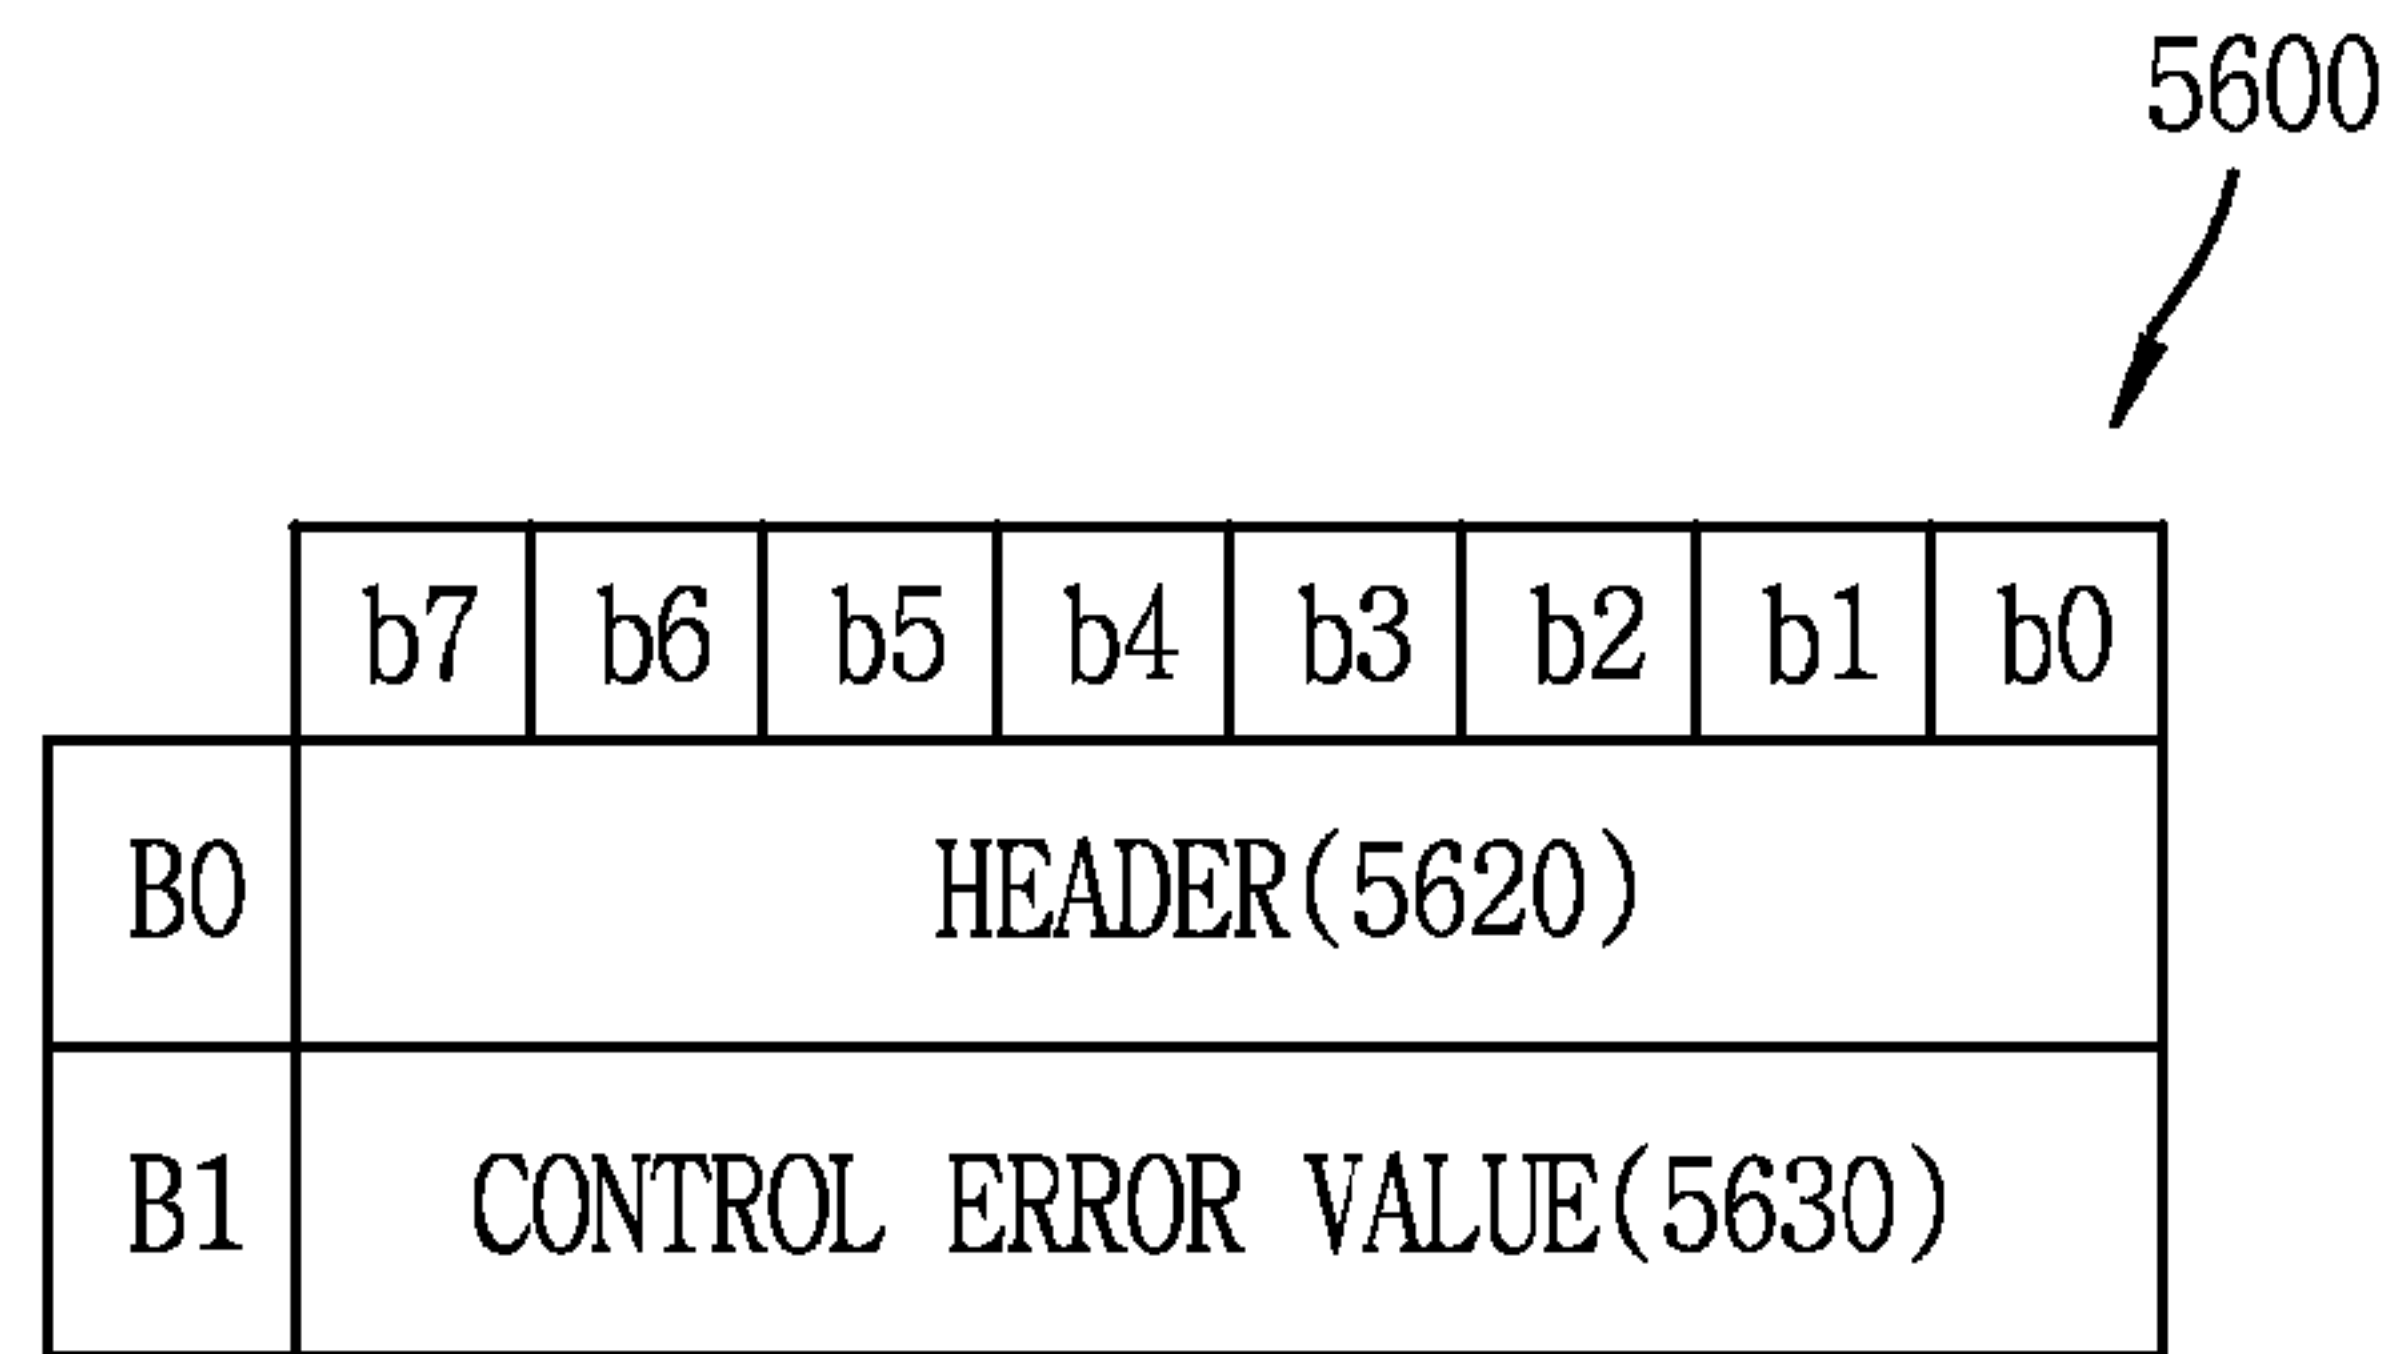 5600
b7 b6 b5 b4 b3 b2 b1 b0
B0 HEADER(5620)
B1 CONTROL ERROR VALUE(5630)